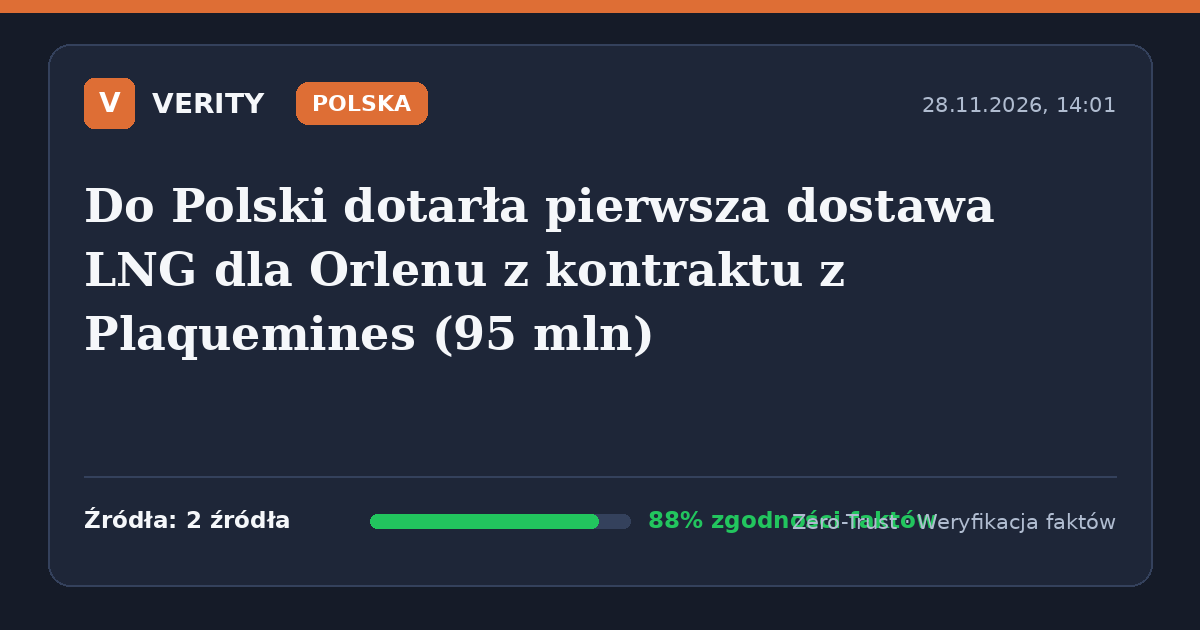 V VERITY POLSKA 28.11.2026, 14:01
Do Polski dotarła pierwsza dostawa
LNG dla Orlenu z kontraktu z
Plaquemines (95 mln)
Źródła: 2 źródła 88% zgodności faktów Zero-Trust · Weryfikacja faktów